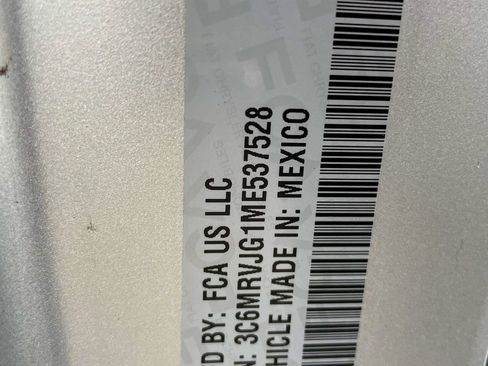 D BY: FCA US LLC
N: 3C6MRVJG1ME537528
HICLE MADE IN: MEXICO